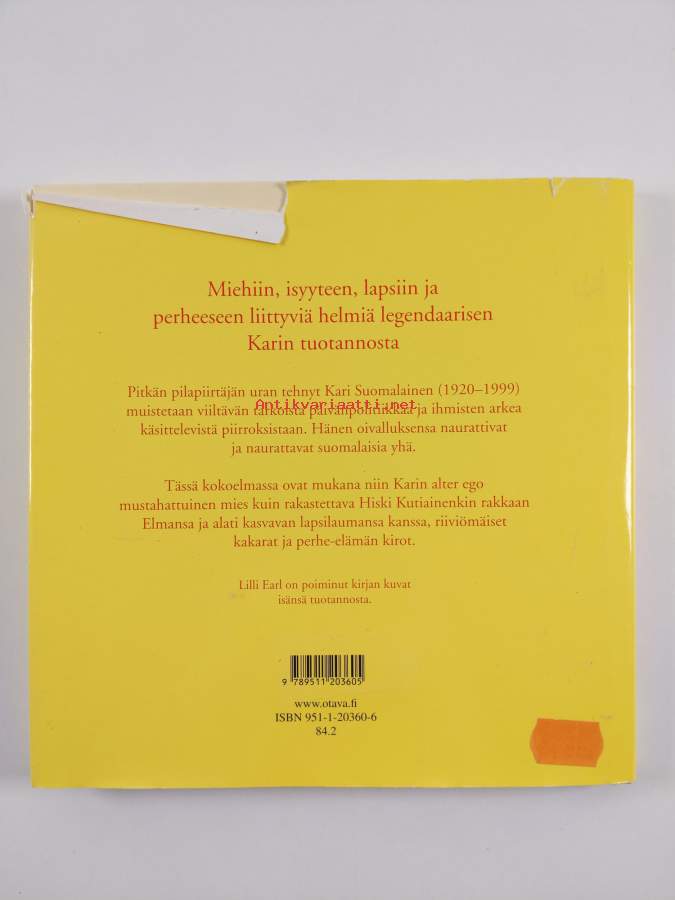 Miehiin, isyyteen, lapsiin ja
perheeseen liittyviä helmiä legendaarisen
Karin tuotannosta
Pitkän pilapiirtäjän uran tehnyt Kari Suomalainen (1920–1999)
Antikvariaatti.net
muistetaan viiltävän tarkoista päivänpolitiikkaa ja ihmisten arkea
käsittelevistä piirroksistaan. Hänen oivalluksensa naurattivat
ja naurattavat suomalaisia yhä.
Tässä kokoelmassa ovat mukana niin Karin alter ego
mustahattuinen mies kuin rakastettava Hiski Kutiainenkin rakkaan
Elmansa ja alati kasvavan lapsilaumansa kanssa, riiviömäiset
kakarat ja perhe-elämän kirot.
Lilli Earl on poiminut kirjan kuvat
isänsä tuotannosta.
9 789511 203605
www.otava.fi
ISBN 951-1-20360-6
84.2